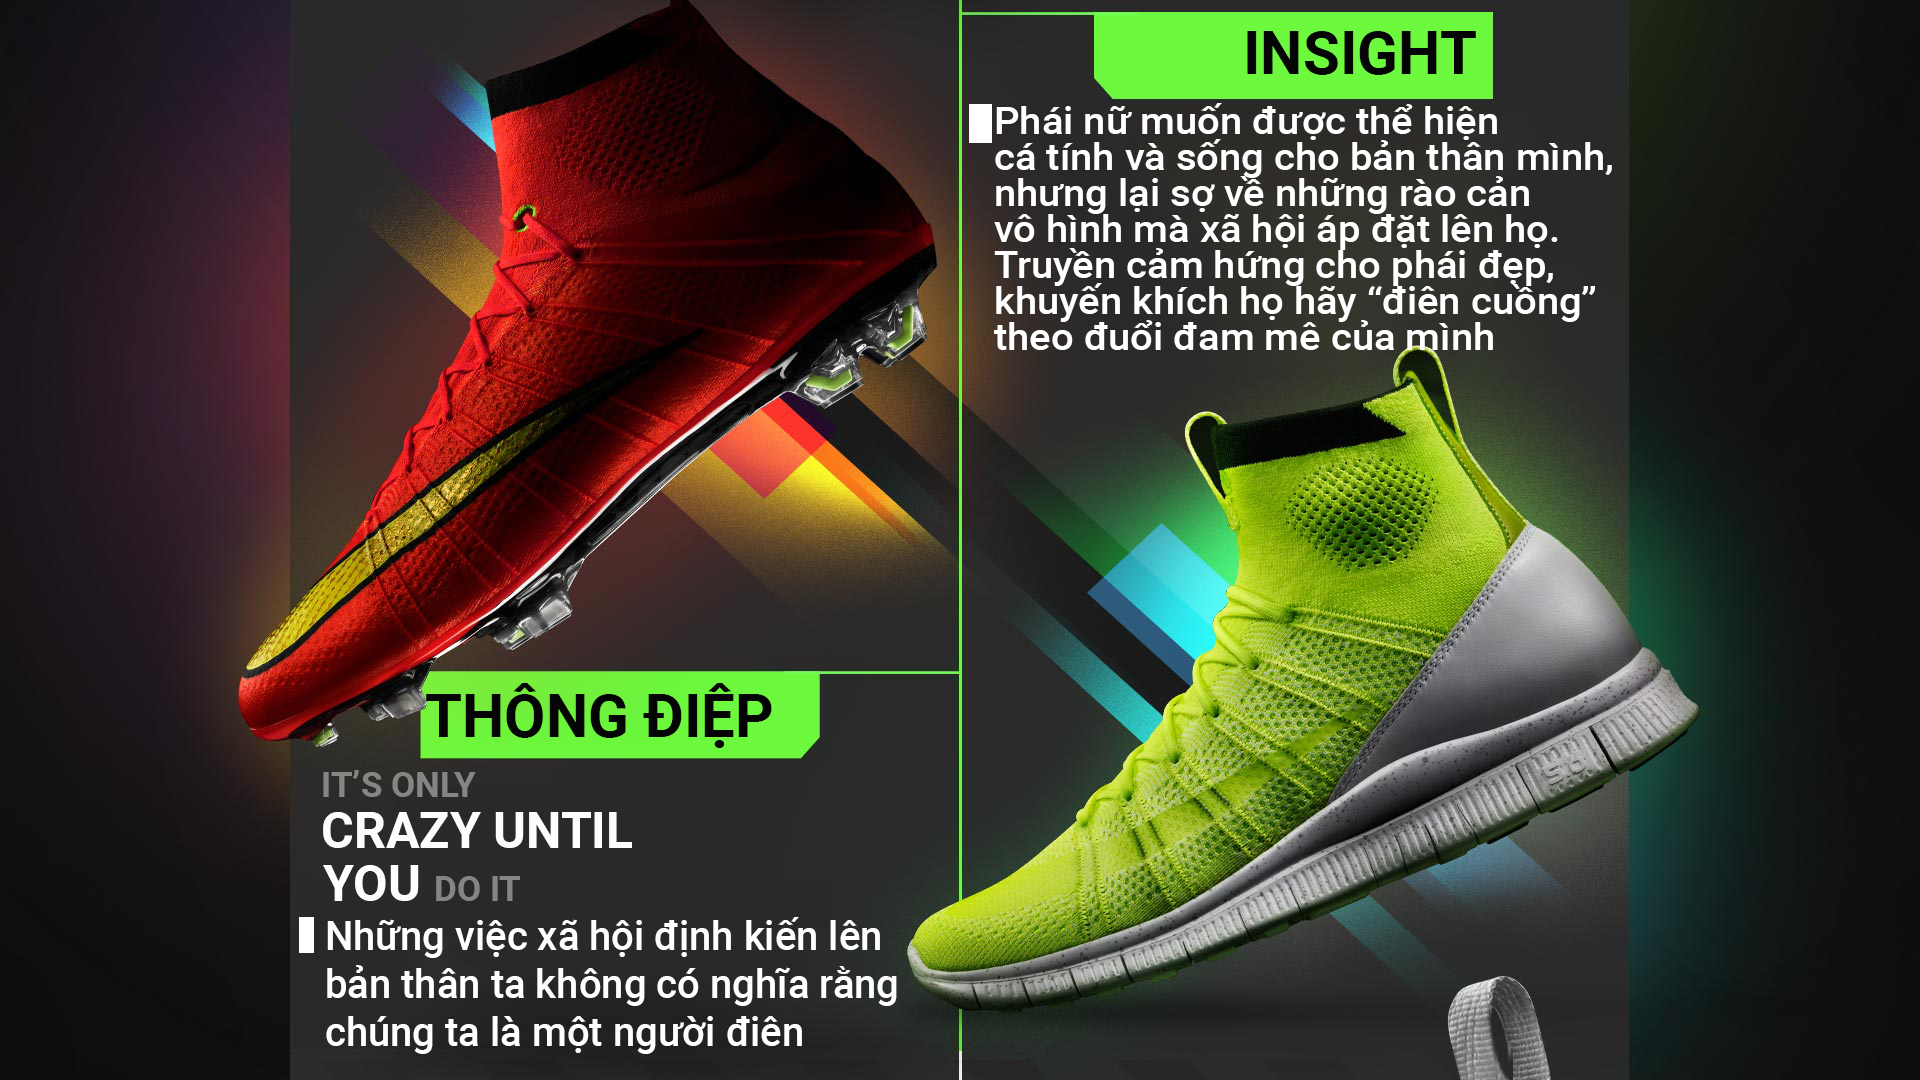 INSIGHT
Phái nữ muốn được thể hiện
cá tính và sống cho bản thân mình,
nhưng lại sợ về những rào cản
vô hình mà xã hội áp đặt lên họ.
Truyền cảm hứng cho phái đẹp,
khuyến khích họ hãy “điên cuồng”
theo đuổi đam mê của mình
THÔNG ĐIỆP
IT’S ONLY
CRAZY UNTIL
YOU DO IT
Những việc xã hội định kiến lên
bản thân ta không có nghĩa rằng
chúng ta là một người điên
5.0